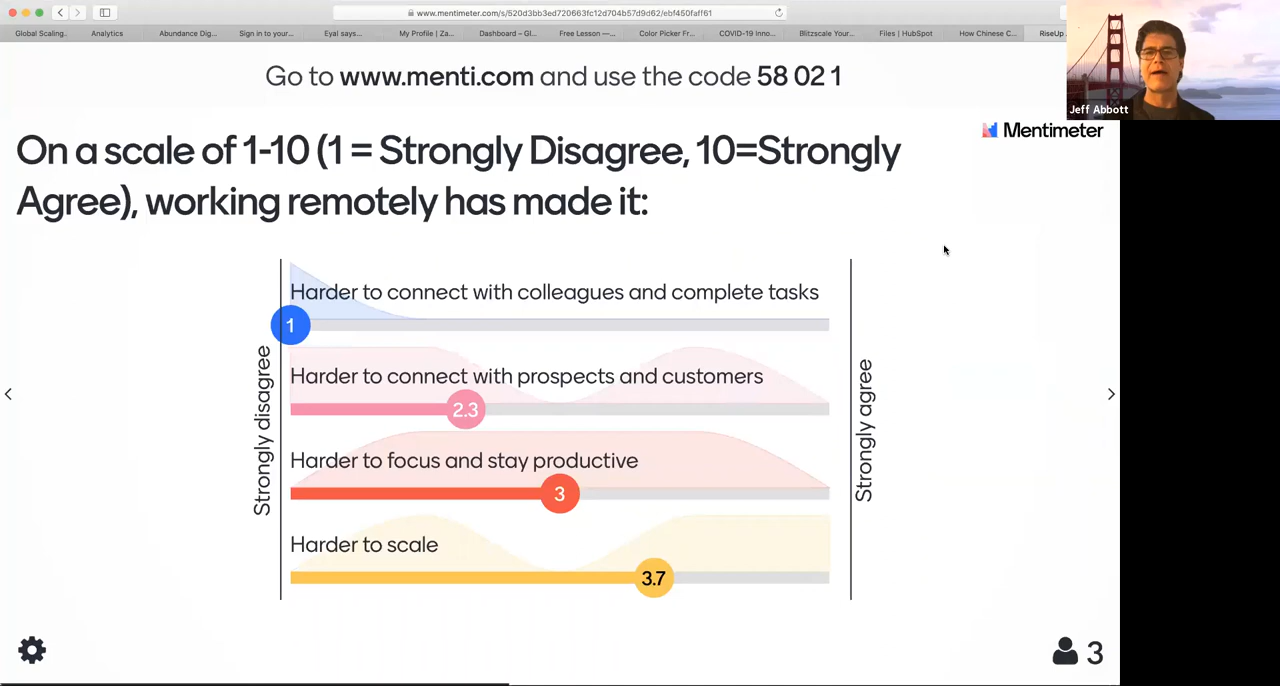 www.mentimeter.com/s/520d3bb3ed720663fc12d704b57d9d62/ebf450faff61
Global Scaling.. Analytics Abundance Dig... Sign in to your... Eyal says... My Profile | Za... Dashboard – Gl... Free Lesson —... Color Picker Fr... COVID-19 Inno... Blitzscale Your... Files | HubSpot How Chinese C... RiseUp
Jeff Abbott
Go to www.menti.com and use the code 58 02 1
Mentimeter
On a scale of 1-10 (1 = Strongly Disagree, 10=Strongly
Agree), working remotely has made it:
Strongly disagree
Harder to connect with colleagues and complete tasks
1
Harder to connect with prospects and customers
2.3
Harder to focus and stay productive
3
Harder to scale
3.7
Strongly agree
3